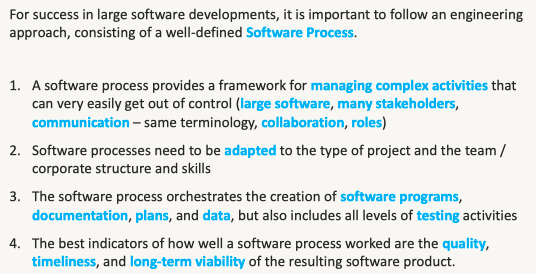 For success in large software developments, it is important to follow an engineering
approach, consisting of a well-defined Software Process.
1. A software process provides a framework for managing complex activities that
can very easily get out of control (large software, many stakeholders,
communication – same terminology, collaboration, roles)
2. Software processes need to be adapted to the type of project and the team /
corporate structure and skills
3. The software process orchestrates the creation of software programs,
documentation, plans, and data, but also includes all levels of testing activities
4. The best indicators of how well a software process worked are the quality,
timeliness, and long-term viability of the resulting software product.